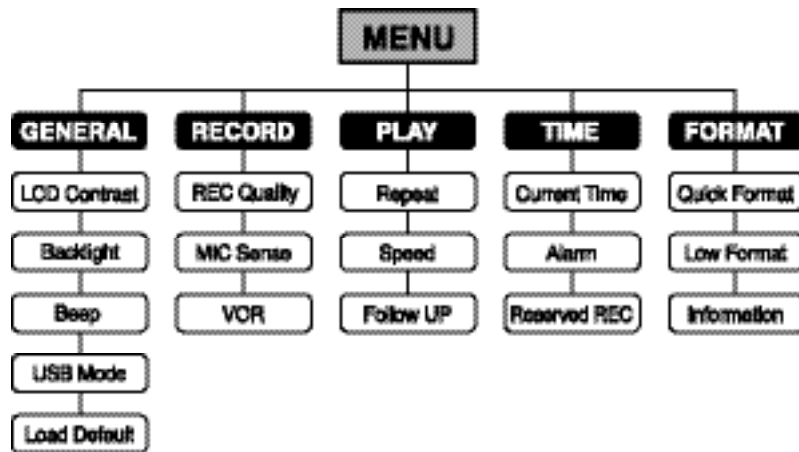 MENU
GENERAL RECORD PLAY TIME FORMAT
LCD Contrast REC Quality Repeat Current Time Quick Format
Backlight MIC Sense Speed Alarm Low Format
Beep VOR Follow UP Reserved REC Information
USB Mode
Load Default